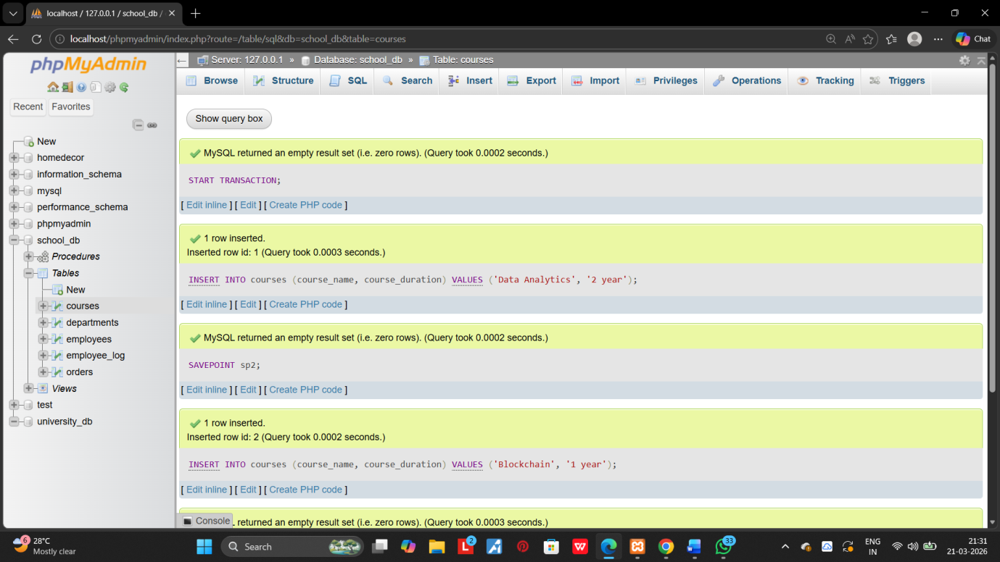 localhost / 127.0.0.1 / school_db /
localhost/phpmyadmin/index.php?route=/table/sql&db=school_db&table=courses
Chat
phpMyAdmin
Recent
Favorites
New
homedecor
information_schema
mysql
performance_schema
phpmyadmin
school_db
Procedures
Tables
New
courses
departments
employees
employee_log
orders
Views
test
university_db
Server: 127.0.0.1 » Database: school_db » Table: courses
Browse Structure SQL Search Insert Export Import Privileges Operations Tracking Triggers
Show query box
MySQL returned an empty result set (i.e. zero rows). (Query took 0.0002 seconds.)
START TRANSACTION;
[ Edit inline ] [ Edit ] [ Create PHP code ]
1 row inserted.
Inserted row id: 1 (Query took 0.0003 seconds.)
INSERT INTO courses (course_name, course_duration) VALUES ('Data Analytics', '2 year');
[ Edit inline ] [ Edit ] [ Create PHP code ]
MySQL returned an empty result set (i.e. zero rows). (Query took 0.0002 seconds.)
SAVEPOINT sp2;
[ Edit inline ] [ Edit ] [ Create PHP code ]
1 row inserted.
Inserted row id: 2 (Query took 0.0002 seconds.)
INSERT INTO courses (course_name, course_duration) VALUES ('Blockchain', '1 year');
[ Edit inline ] [ Edit ] [ Create PHP code ]
Console
returned an empty result set (i.e. zero rows). (Query took 0.0003 seconds.)
6
28°C
Mostly clear
Search
L
2
W
33
ENG
IN
21:31
21-03-2026